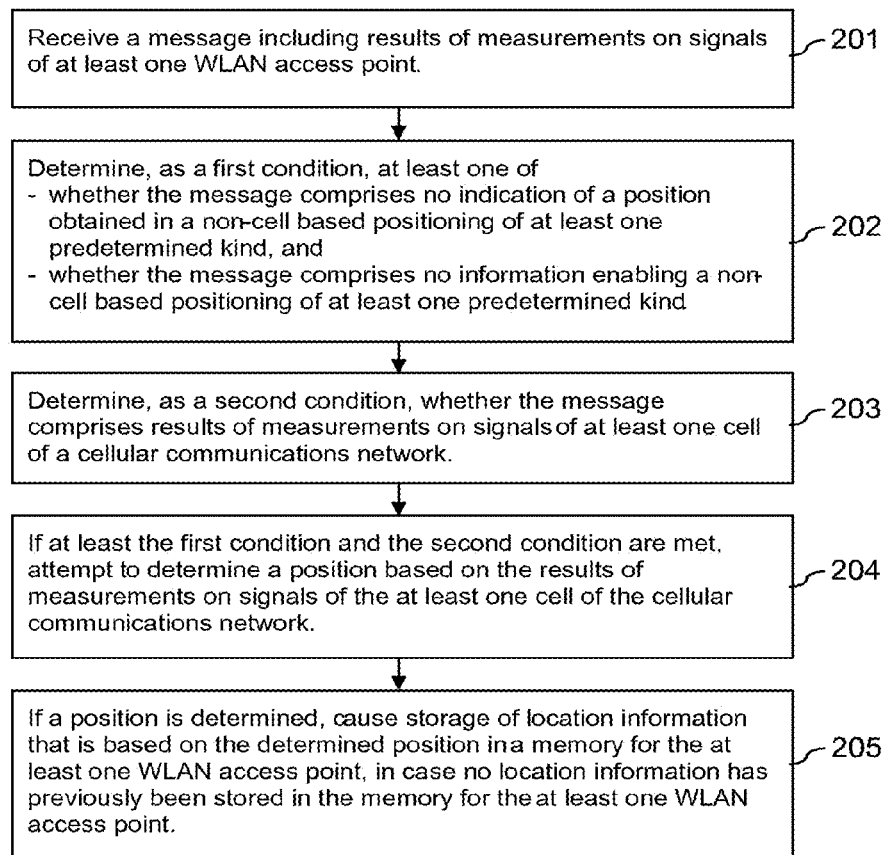 Receive a message including results of measurements on signals
of at least one WLAN access point.
201
Determine, as a first condition, at least one of
- whether the message comprises no indication of a position
obtained in a non-cell based positioning of at least one
predetermined kind, and
- whether the message comprises no information enabling a non-
cell based positioning of at least one predetermined kind
202
Determine, as a second condition, whether the message
comprises results of measurements on signals of at least one cell
of a cellular communications network.
203
If at least the first condition and the second condition are met,
attempt to determine a position based on the results of
measurements on signals of the at least one cell of the cellular
communications network.
204
If a position is determined, cause storage of location information
that is based on the determined position in a memory for the at
least one WLAN access point, in case no location information has
previously been stored in the memory for the at least one WLAN
access point.
205